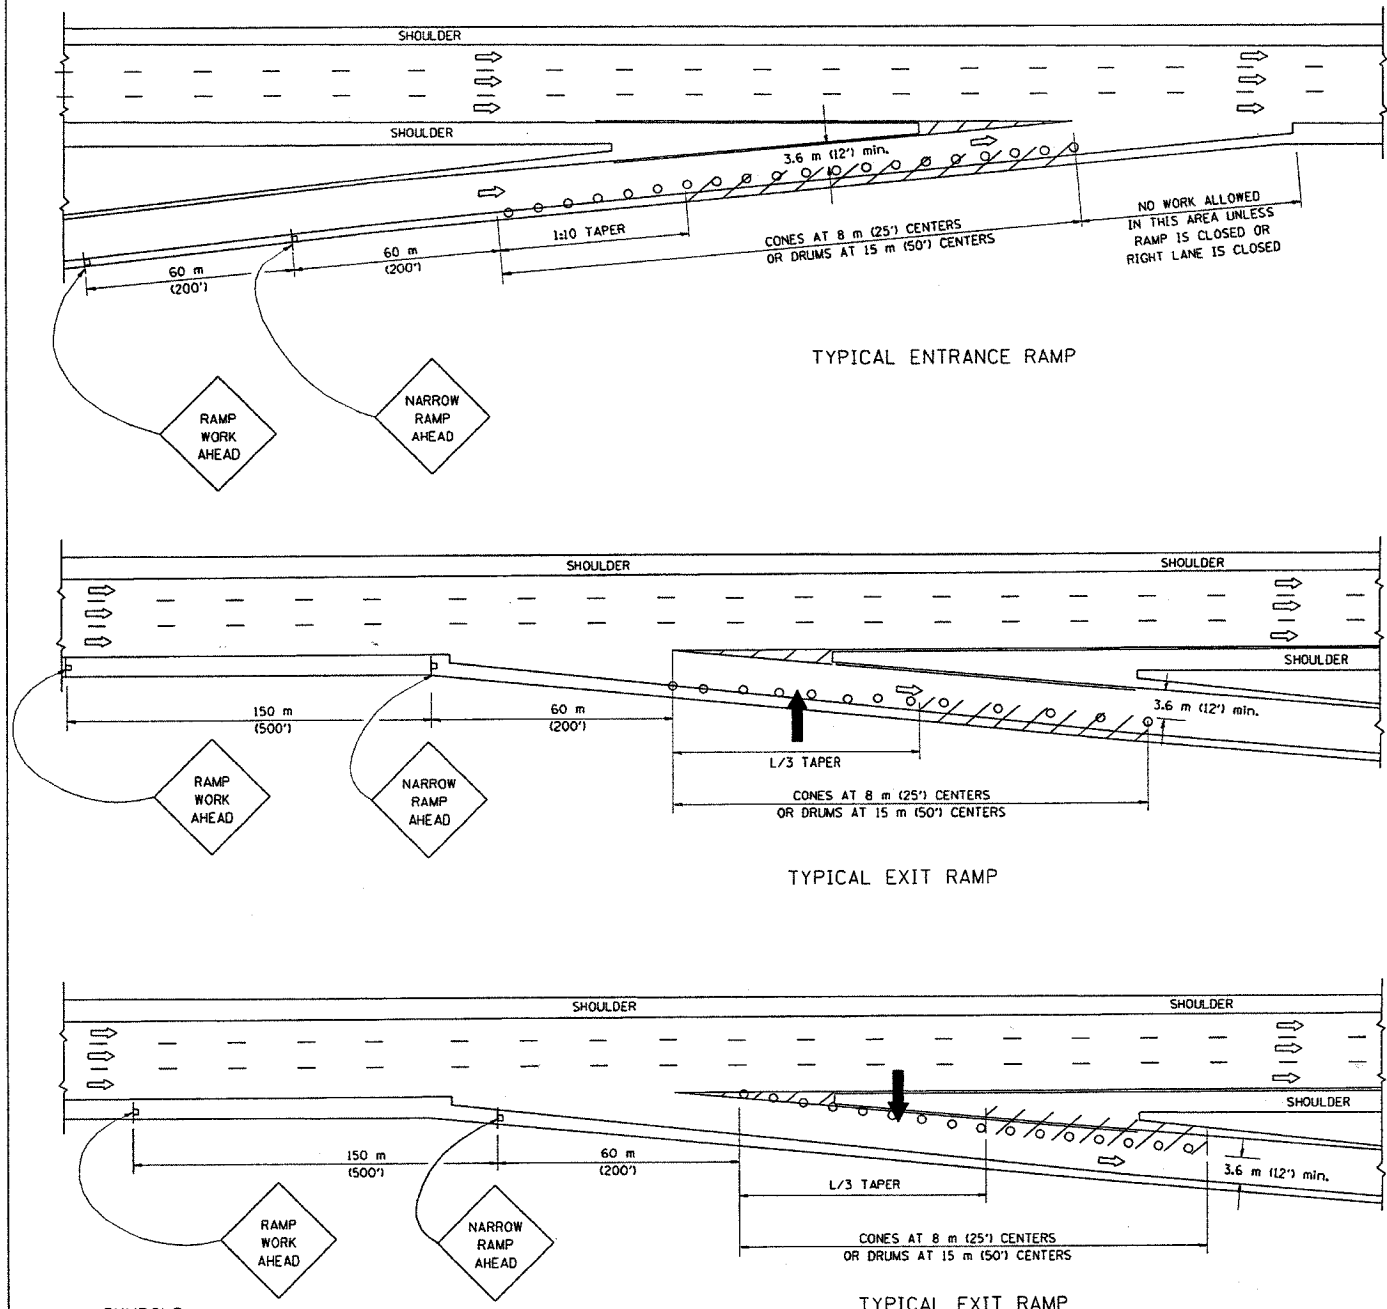 SHOULDER
SHOULDER
3.6 m (12') min.
1:10 TAPER
60 m
(200')
60 m
(200')
CONES AT 8 m (25') CENTERS
OR DRUMS AT 15 m (50') CENTERS
NO WORK ALLOWED
IN THIS AREA UNLESS
RAMP IS CLOSED OR
RIGHT LANE IS CLOSED
TYPICAL ENTRANCE RAMP
RAMP
WORK
AHEAD
NARROW
RAMP
AHEAD
SHOULDER
SHOULDER
SHOULDER
3.6 m (12') min.
150 m
(500')
60 m
(200')
L/3 TAPER
CONES AT 8 m (25') CENTERS
OR DRUMS AT 15 m (50') CENTERS
RAMP
WORK
AHEAD
NARROW
RAMP
AHEAD
TYPICAL EXIT RAMP
SHOULDER
SHOULDER
SHOULDER
150 m
(500')
60 m
(200')
3.6 m (12') min.
L/3 TAPER
RAMP
WORK
AHEAD
NARROW
RAMP
AHEAD
CONES AT 8 m (25') CENTERS
OR DRUMS AT 15 m (50') CENTERS
TYPICAL EXIT RAMP